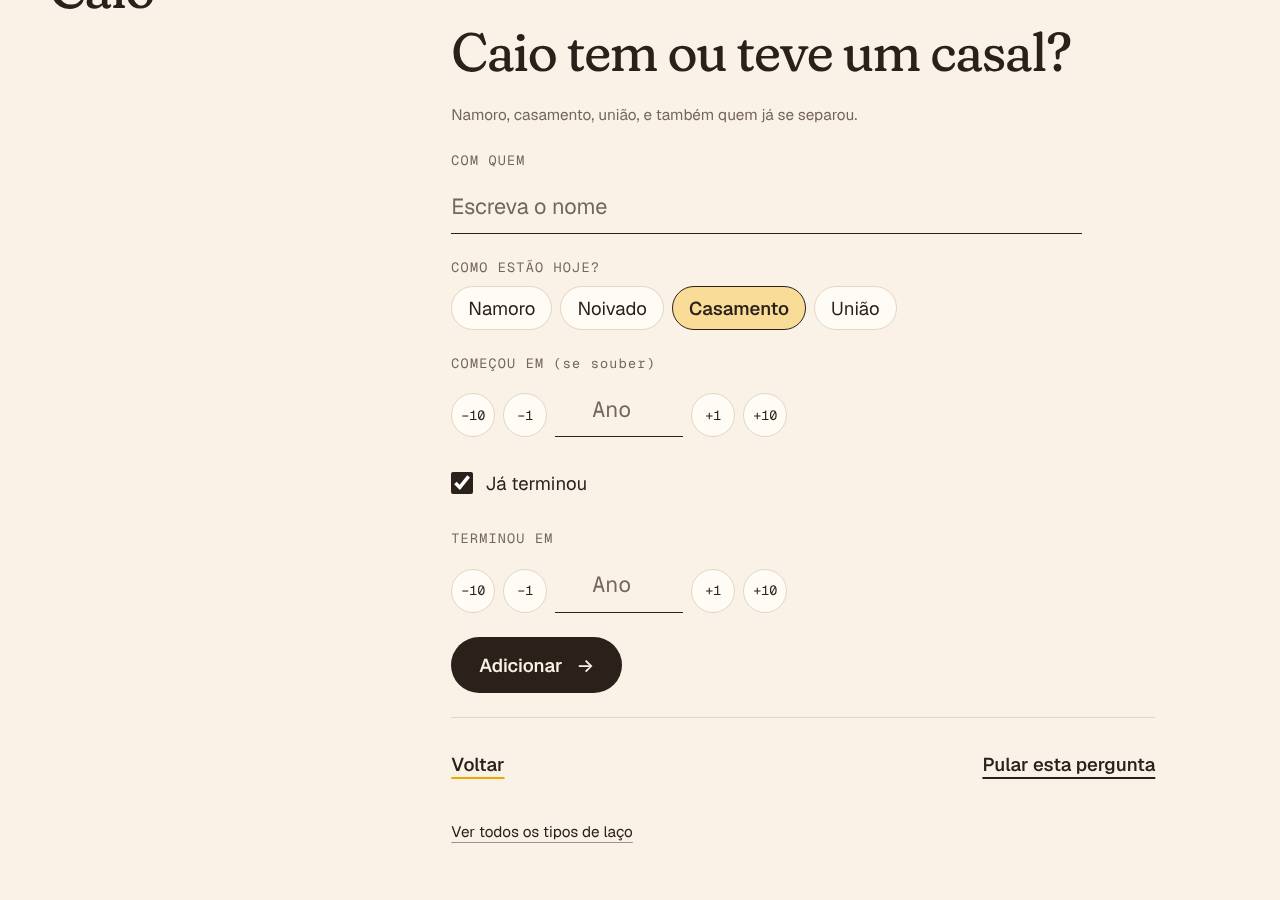 Caio
Caio tem ou teve um casal?
Namoro, casamento, união, e também quem já se separou.
COM QUEM
Escreva o nome
COMO ESTÃO HOJE?
Namoro Noivado Casamento União
COMEÇOU EM (se souber)
−10 −1 Ano +1 +10
Já terminou
TERMINOU EM
−10 −1 Ano +1 +10
Adicionar →
Voltar Pular esta pergunta
Ver todos os tipos de laço